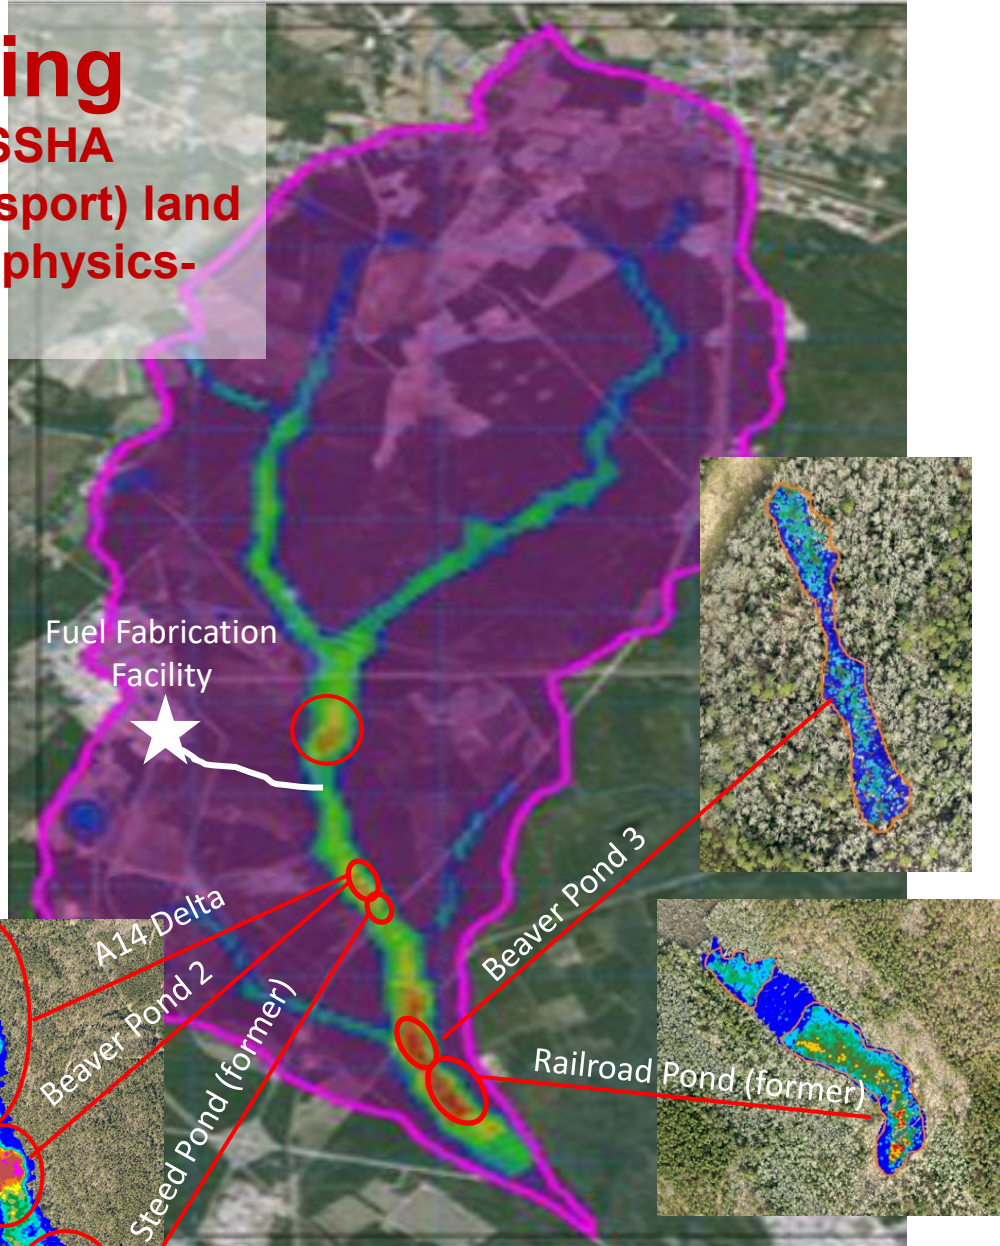 ing
SSHA
sport) land
physics-
Fuel Fabrication
Facility
A14 Delta
Beaver Pond 2
Steed Pond (former)
Beaver Pond 3
Railroad Pond (former)